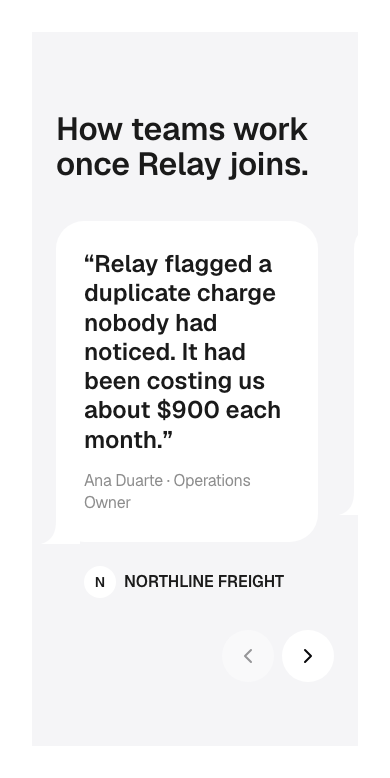 How teams work
once Relay joins.
“Relay flagged a
duplicate charge
nobody had
noticed. It had
been costing us
about $900 each
month.”
Ana Duarte · Operations
Owner
N NORTHLINE FREIGHT